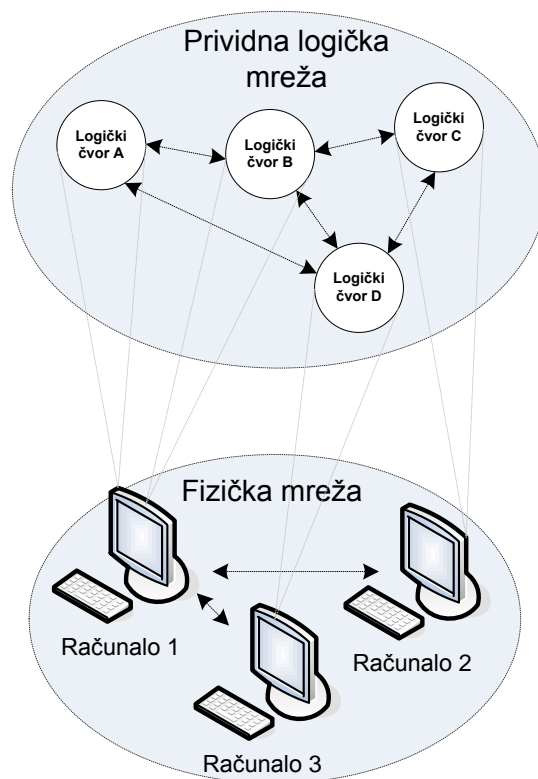 Prividna logička
mreža
Logički
čvor A
Logički
čvor B
Logički
čvor C
Logički
čvor D
Fizička mreža
Računalo 1
Računalo 2
Računalo 3